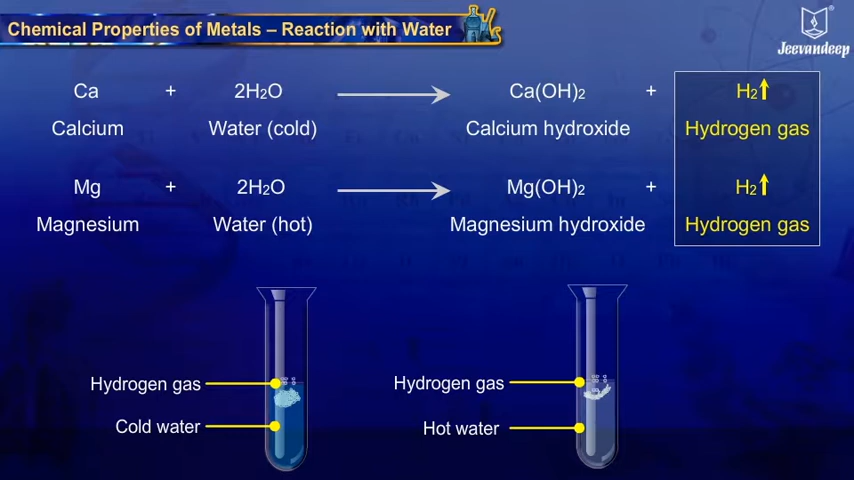 Chemical Properties of Metals – Reaction with Water
Jeevandeep
Ca + 2H₂O ⟶ Ca(OH)₂ + H₂↑
Calcium Water (cold) Calcium hydroxide Hydrogen gas
Mg + 2H₂O ⟶ Mg(OH)₂ + H₂↑
Magnesium Water (hot) Magnesium hydroxide Hydrogen gas
Hydrogen gas
Cold water
Hydrogen gas
Hot water